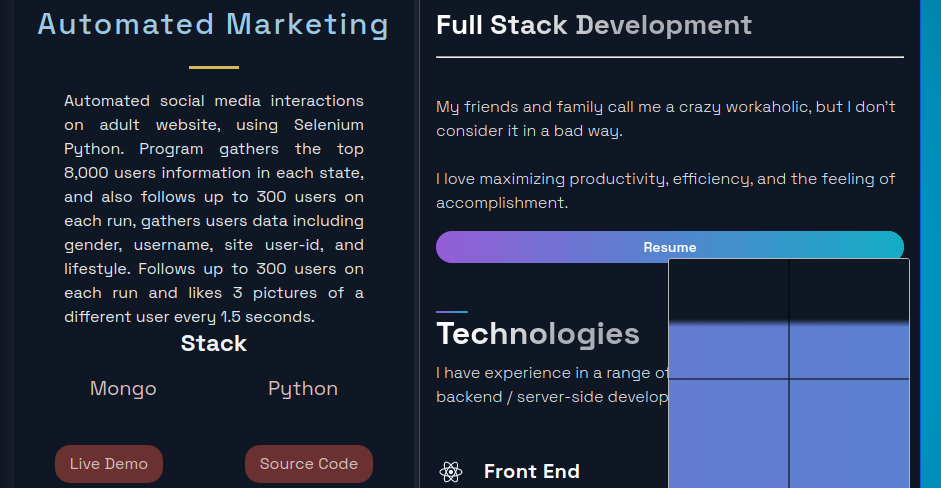 Automated Marketing
Automated social media interactions
on adult website, using Selenium
Python. Program gathers the top
8,000 users information in each state,
and also follows up to 300 users on
each run, gathers users data including
gender, username, site user-id, and
lifestyle. Follows up to 300 users on
each run and likes 3 pictures of a
different user every 1.5 seconds.
Stack
Mongo
Python
Live Demo
Source Code
Full Stack Development
My friends and family call me a crazy workaholic, but I don't
consider it in a bad way.
I love maximizing productivity, efficiency, and the feeling of
accomplishment.
Resume
Technologies
I have experience in a range of
backend / server-side develop
Front End